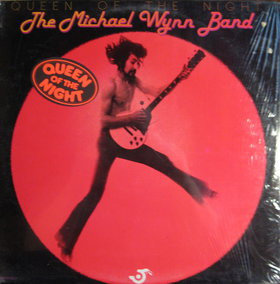 QUEEN OF THE NIGHT
The Michael Wynn Band
QUEEN
OF THE
NIGHT